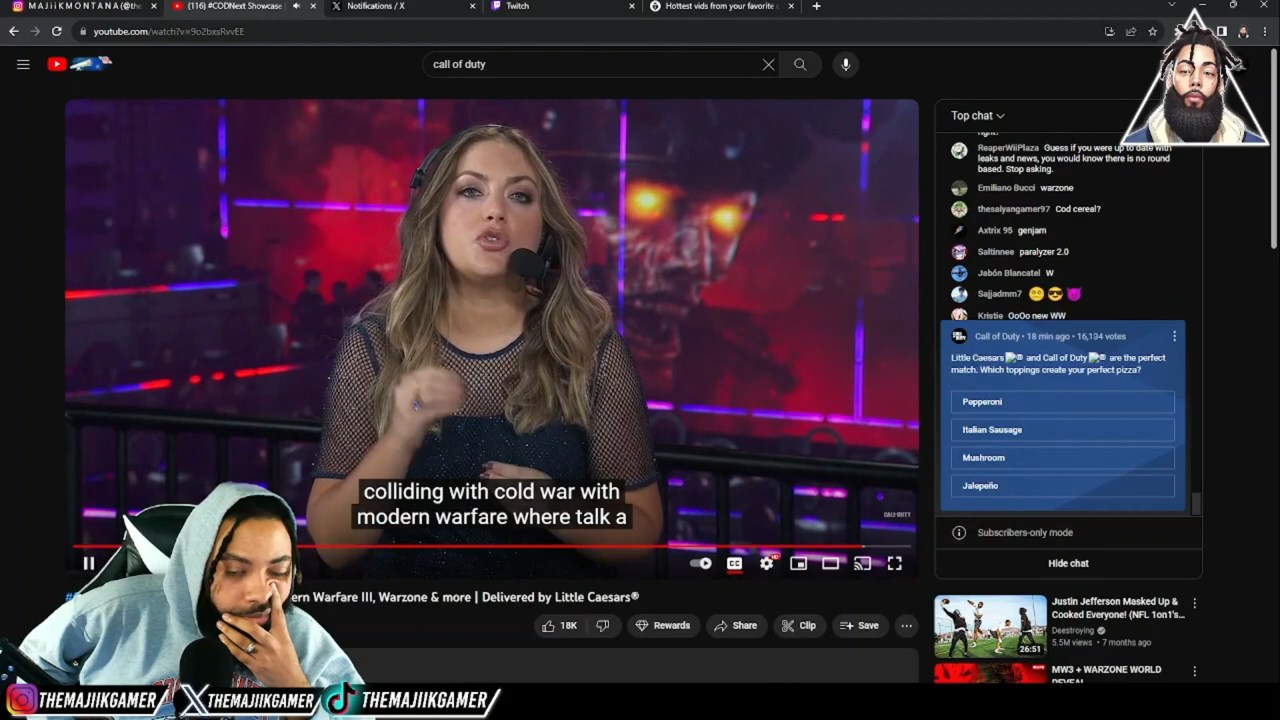 M A J i i K M O N T A N A (@the
(116) #CODNext Showcase
Notifications / X
Twitch
Hottest vids from your favorite c
youtube.com/watch?v=9o2bxsRvvEE
call of duty
Top chat
right?
ReaperWiiPlaza Guess if you were up to date with
leaks and news, you would know there is no round
based. Stop asking.
Emiliano Bucci warzone
thesaiyangamer97 Cod cereal?
Axtrix 95 genjam
Saltinnee paralyzer 2.0
Jabón Blancatel W
Sajjadmm7 😵😎😈
Kristie OoOo new WW
Call of Duty • 18 min ago • 16,134 votes
Little Caesars ® and Call of Duty ® are the perfect
match. Which toppings create your perfect pizza?
Pepperoni
Italian Sausage
Mushroom
Jalepeño
Subscribers-only mode
Hide chat
colliding with cold war with
modern warfare where talk a
CALL·DUTY
CC
HD
ern Warfare III, Warzone & more | Delivered by Little Caesars®
18K
Rewards
Share
Clip
Save
Justin Jefferson Masked Up &
Cooked Everyone! (NFL 1on1's...
Deestroying
5.5M views • 7 months ago
26:51
MW3 + WARZONE WORLD
REVEAL
THEMAJIIKGAMER
THEMAJIIKGAMER
THEMAJIIKGAMER